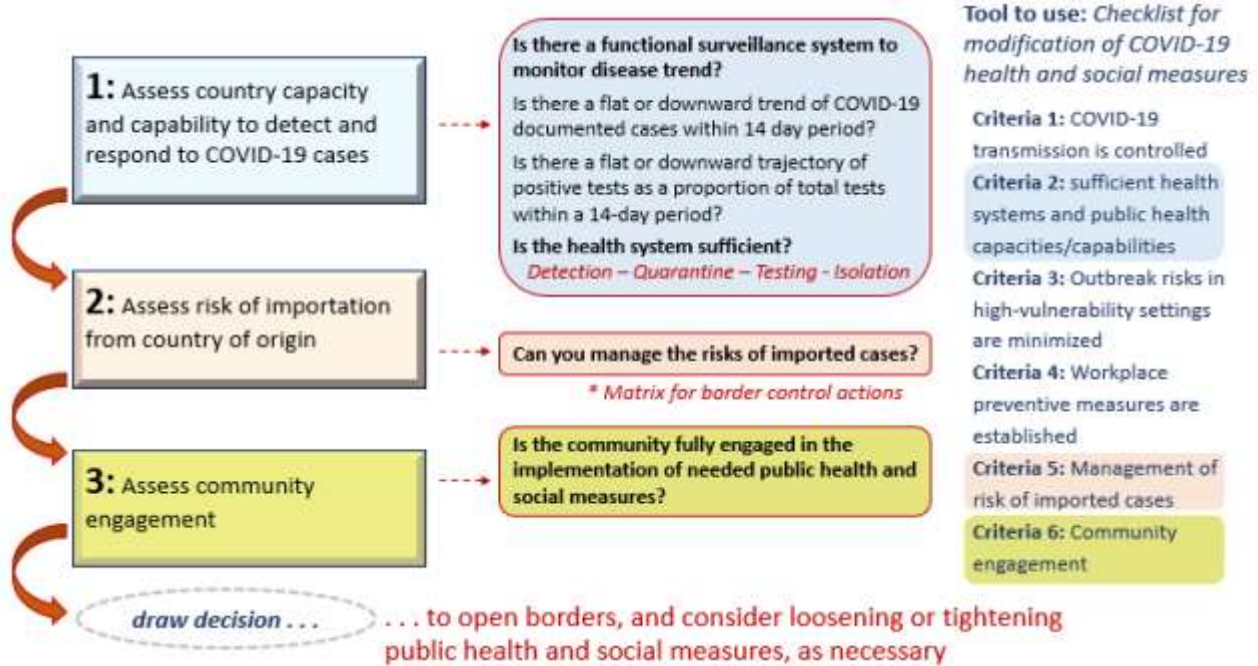 1: Assess country capacity
and capability to detect and
respond to COVID-19 cases
Is there a functional surveillance system to
monitor disease trend?
Is there a flat or downward trend of COVID-19
documented cases within 14 day period?
Is there a flat or downward trajectory of
positive tests as a proportion of total tests
within a 14-day period?
Is the health system sufficient?
Detection – Quarantine – Testing - Isolation
2: Assess risk of importation
from country of origin
Can you manage the risks of imported cases?
* Matrix for border control actions
3: Assess community
engagement
Is the community fully engaged in the
implementation of needed public health and
social measures?
draw decision . . .
. . . to open borders, and consider loosening or tightening
public health and social measures, as necessary
Tool to use: Checklist for
modification of COVID-19
health and social measures
Criteria 1: COVID-19
transmission is controlled
Criteria 2: sufficient health
systems and public health
capacities/capabilities
Criteria 3: Outbreak risks in
high-vulnerability settings
are minimized
Criteria 4: Workplace
preventive measures are
established
Criteria 5: Management of
risk of imported cases
Criteria 6: Community
engagement